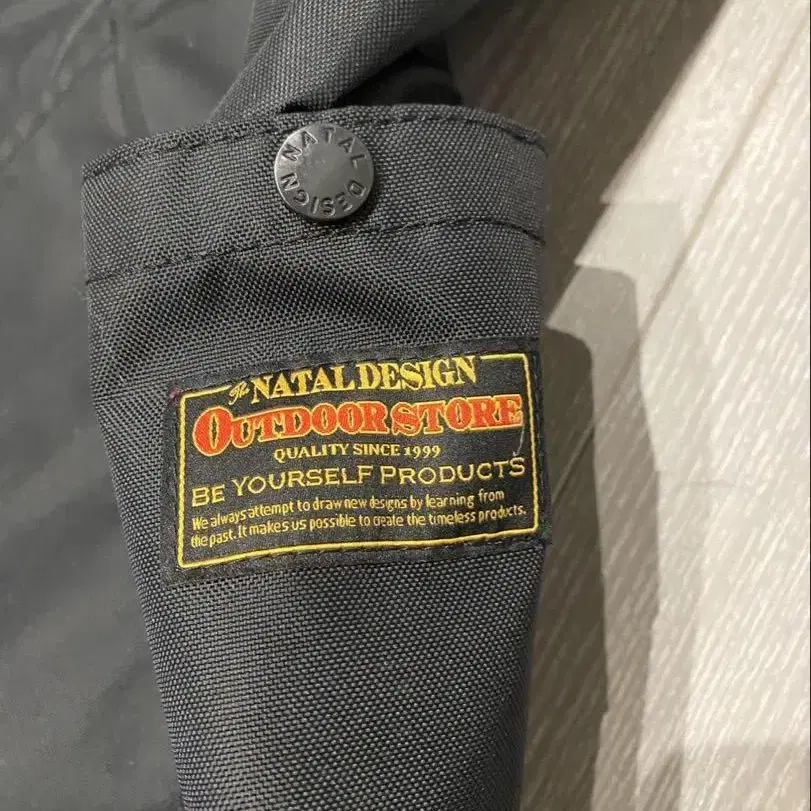 NATAL DESIGN
The NATAL DESIGN
OUTDOOR STORE
QUALITY SINCE 1999
BE YOURSELF PRODUCTS
We always attempt to draw new designs by learning from
the past. It makes us possible to create the timeless products.